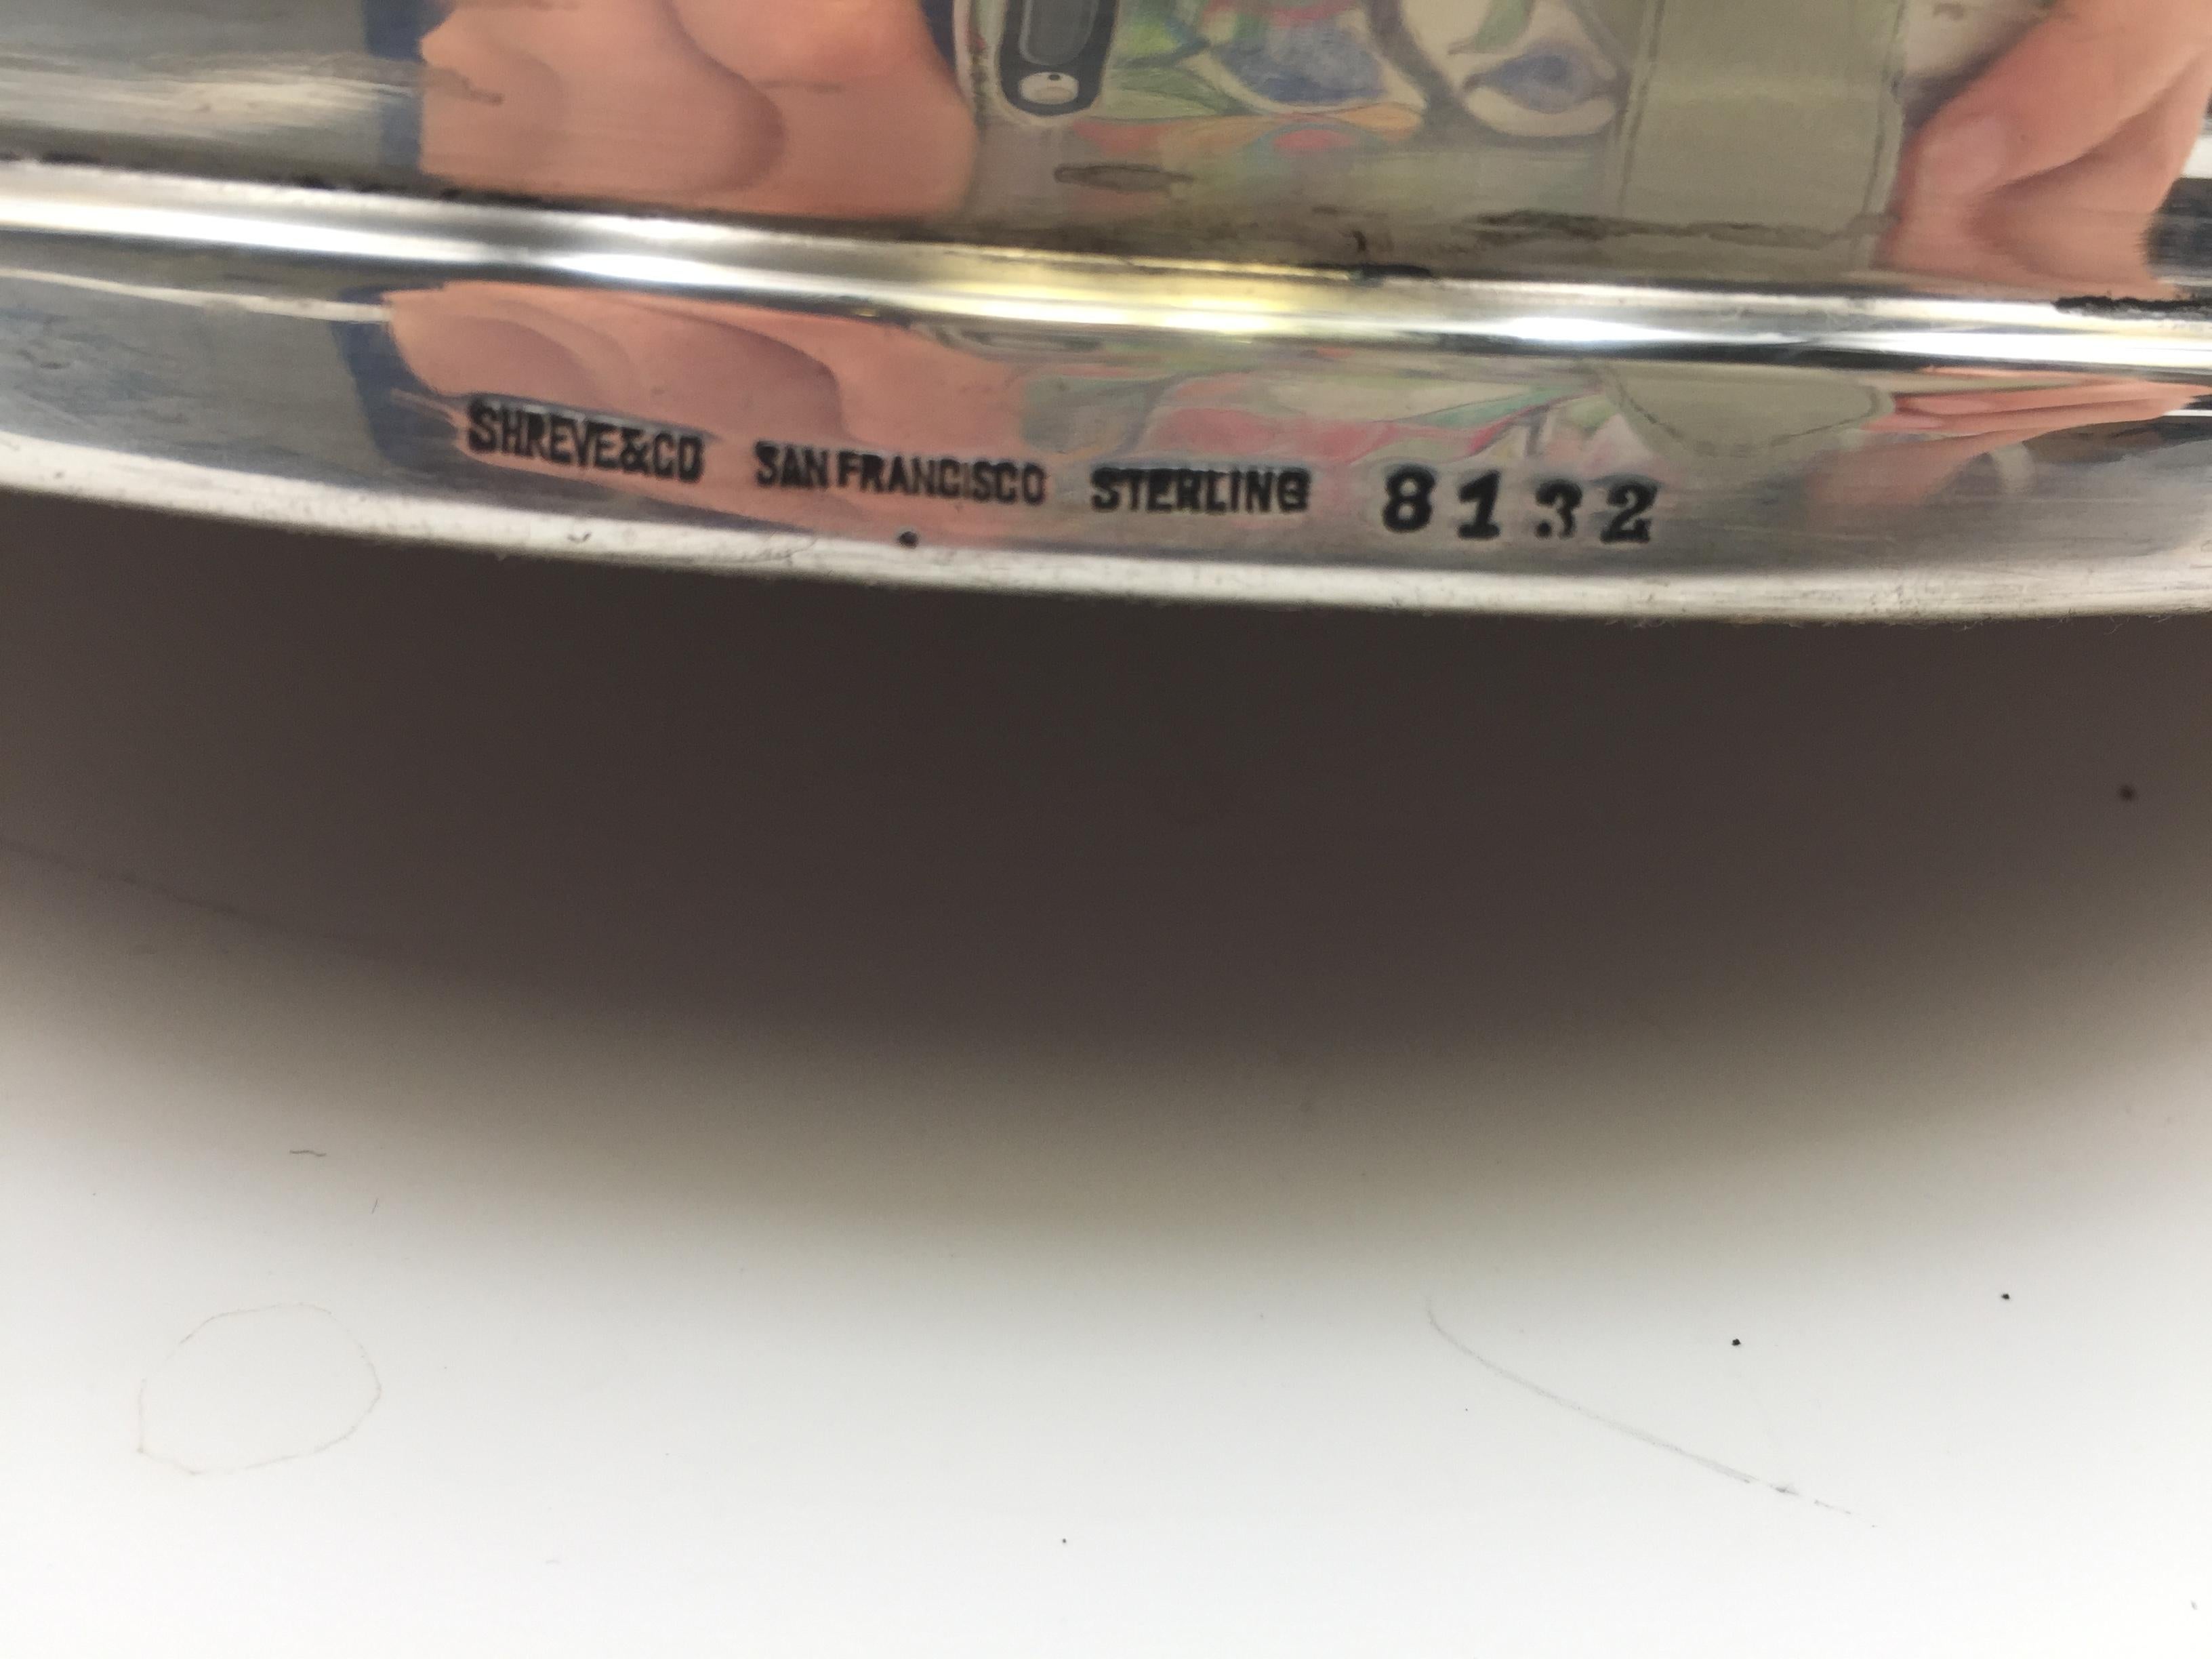 SHREVE&CO SAN FRANCISCO STERLING 8132